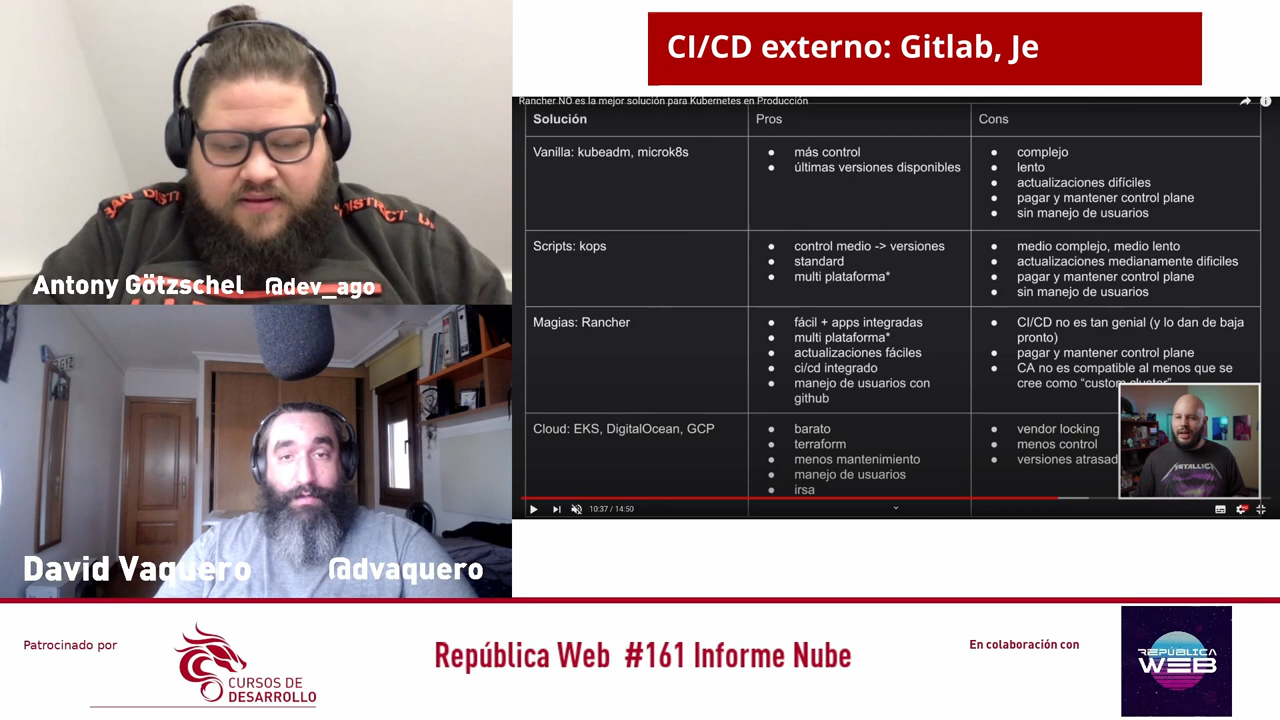 CI/CD externo: Gitlab, Je
Rancher NO es la mejor solución para Kubernetes en Producción
Solución
Pros
Cons
Vanilla: kubeadm, microk8s
más control
últimas versiones disponibles
complejo
lento
actualizaciones difíciles
pagar y mantener control plane
sin manejo de usuarios
Scripts: kops
control medio -> versiones
standard
multi plataforma*
medio complejo, medio lento
actualizaciones medianamente dificiles
pagar y mantener control plane
sin manejo de usuarios
Magias: Rancher
fácil + apps integradas
multi plataforma*
actualizaciones fáciles
ci/cd integrado
manejo de usuarios con
github
CI/CD no es tan genial (y lo dan de baja
pronto)
pagar y mantener control plane
CA no es compatible al menos que se
cree como “custom cluster”
Cloud: EKS, DigitalOcean, GCP
barato
terraform
menos mantenimiento
manejo de usuarios
irsa
vendor locking
menos control
versiones atrasad
METALLICA
10:37 / 14:50
Antony Götzschel @dev_ago
David Vaquero @dvaquero
Patrocinado por
CURSOS DE
DESARROLLO
República Web #161 Informe Nube
En colaboración con
REPÚBLICA
WEB